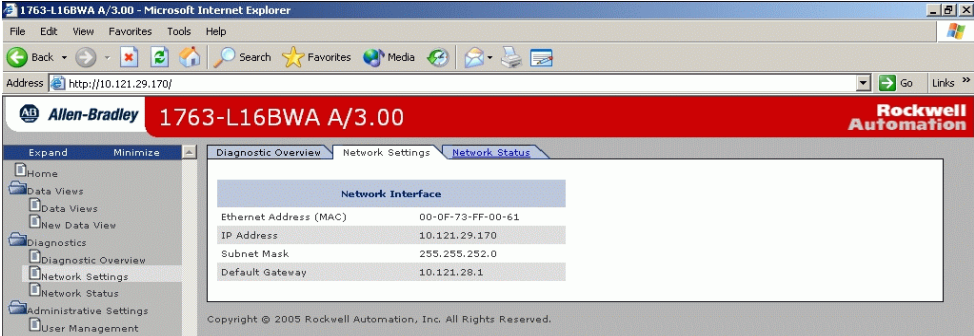 1763-L16BWA A/3.00 - Microsoft Internet Explorer
File Edit View Favorites Tools Help
Back Search Favorites Media
Address http://10.121.29.170/ Go Links »
AB Allen-Bradley 1763-L16BWA A/3.00 Rockwell Automation
Expand Minimize
Home
Data Views
Data Views
New Data View
Diagnostics
Diagnostic Overview
Network Settings
Network Status
Administrative Settings
User Management
Diagnostic Overview Network Settings Network Status
Network Interface
Ethernet Address (MAC) 00-0F-73-FF-00-61
IP Address 10.121.29.170
Subnet Mask 255.255.252.0
Default Gateway 10.121.28.1
Copyright © 2005 Rockwell Automation, Inc. All Rights Reserved.